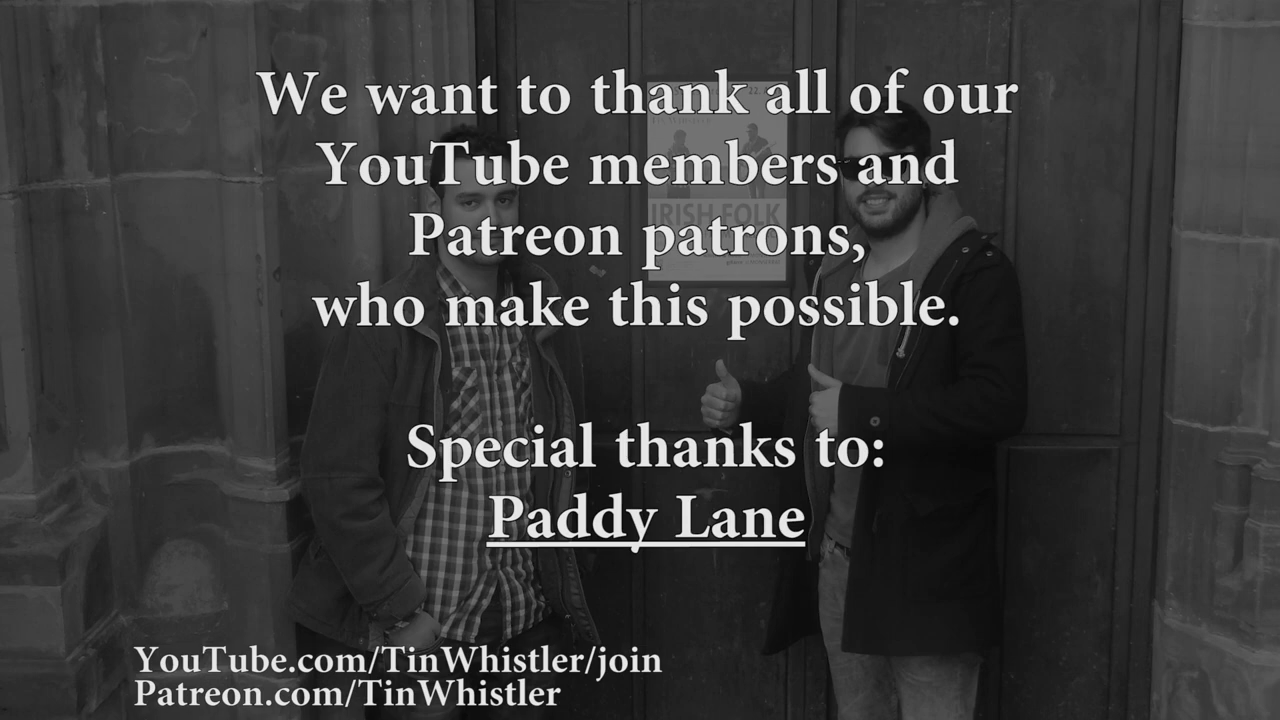 We want to thank all of our
YouTube members and
Patreon patrons,
who make this possible.
Special thanks to:
Paddy Lane
YouTube.com/TinWhistler/join
Patreon.com/TinWhistler
IRISH FOLK